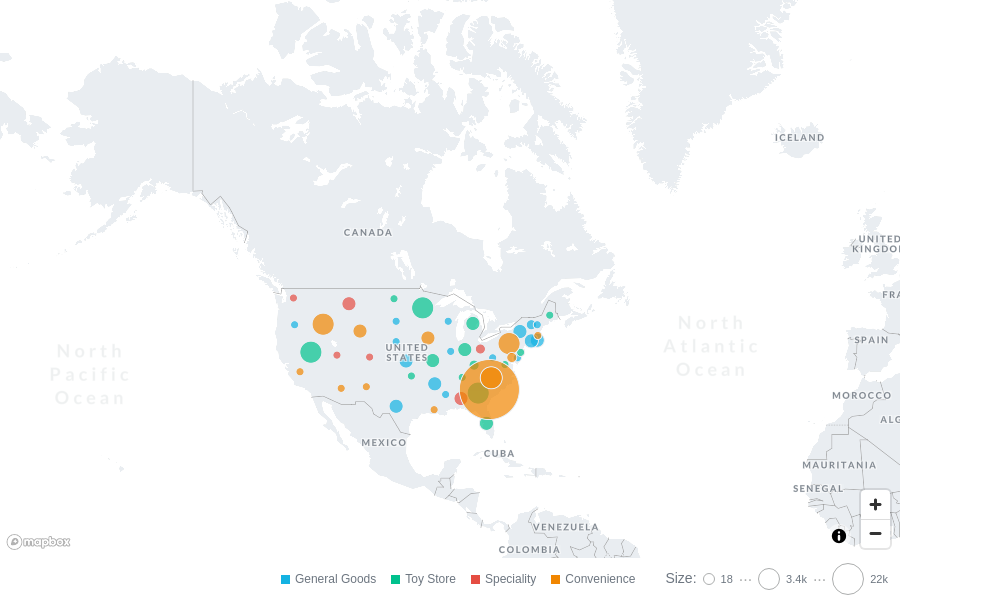 ICELAND
CANADA
UNITED
KINGDO
FRA
North
Atlantic
Ocean
North
Pacific
Ocean
UNITED
STATES
SPAIN
MOROCCO
ALG
MEXICO
CUBA
MAURITANIA
SENEGAL
VENEZUELA
COLOMBIA
mapbox
General Goods Toy Store Speciality Convenience Size: 18 ··· 3.4k ··· 22k